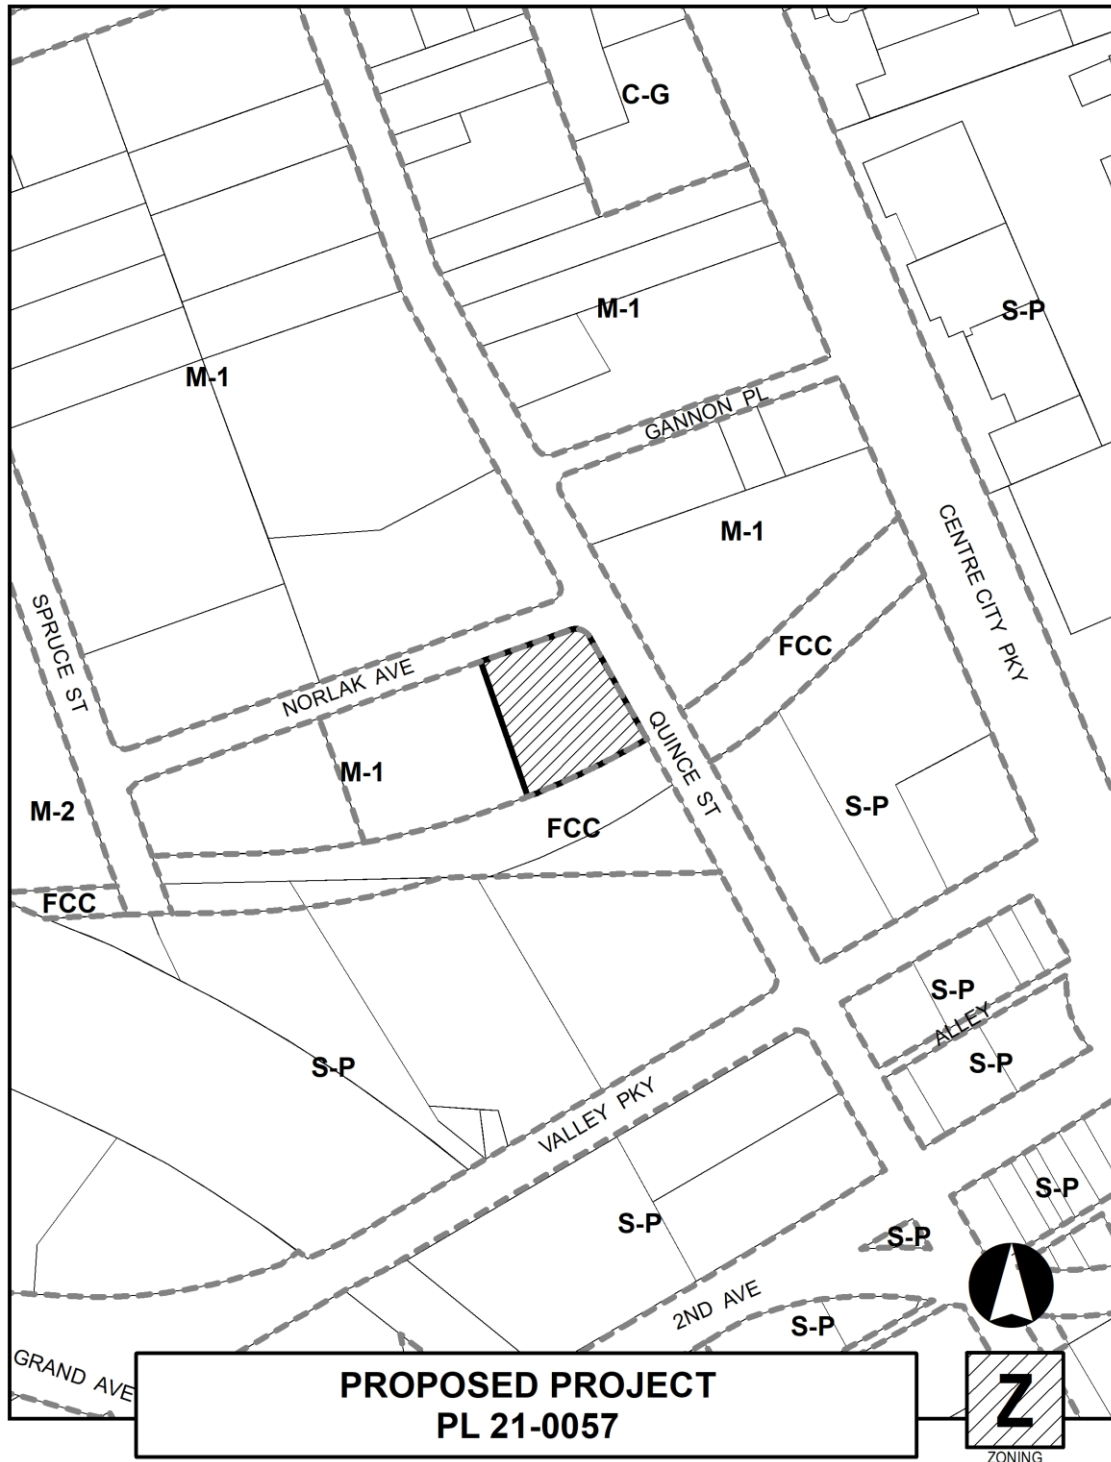 C-G
M-1
S-P
M-1
GANNON PL
M-1
CENTRE CITY PKY
SPRUCE ST
FCC
NORLAK AVE
QUINCE ST
M-1
M-2
S-P
FCC
FCC
S-P
ALLEY
S-P
S-P
VALLEY PKY
S-P
S-P
S-P
2ND AVE
S-P
GRAND AVE
PROPOSED PROJECT
PL 21-0057
Z
ZONING